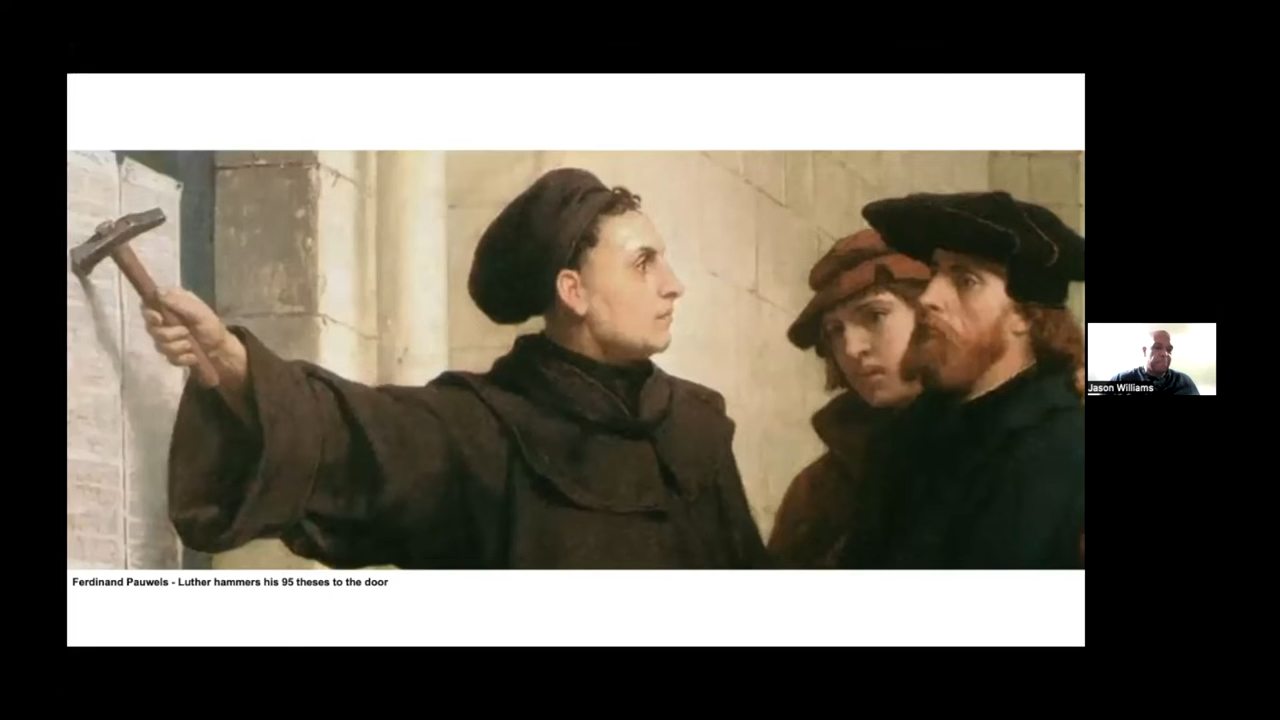 Ferdinand Pauwels - Luther hammers his 95 theses to the door
Jason Williams